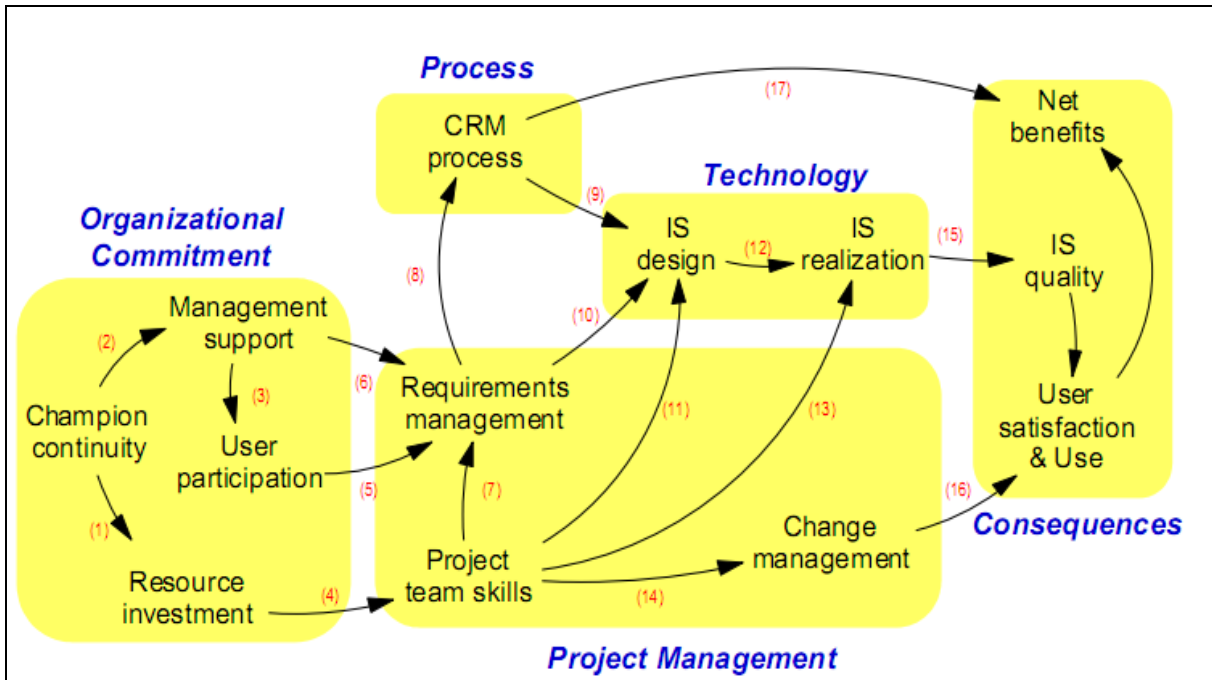 Process
CRM
process
(17)
Net
benefits
Technology
(9)
IS
design
(12)
IS
realization
(15)
IS
quality
Organizational
Commitment
(8)
(10)
Management
support
(2)
(3)
(6)
Champion
continuity
User
participation
(5)
(1)
Resource
investment
(4)
Requirements
management
(7)
(11)
(13)
Project
team skills
(14)
Change
management
(16)
User
satisfaction
& Use
Consequences
Project Management